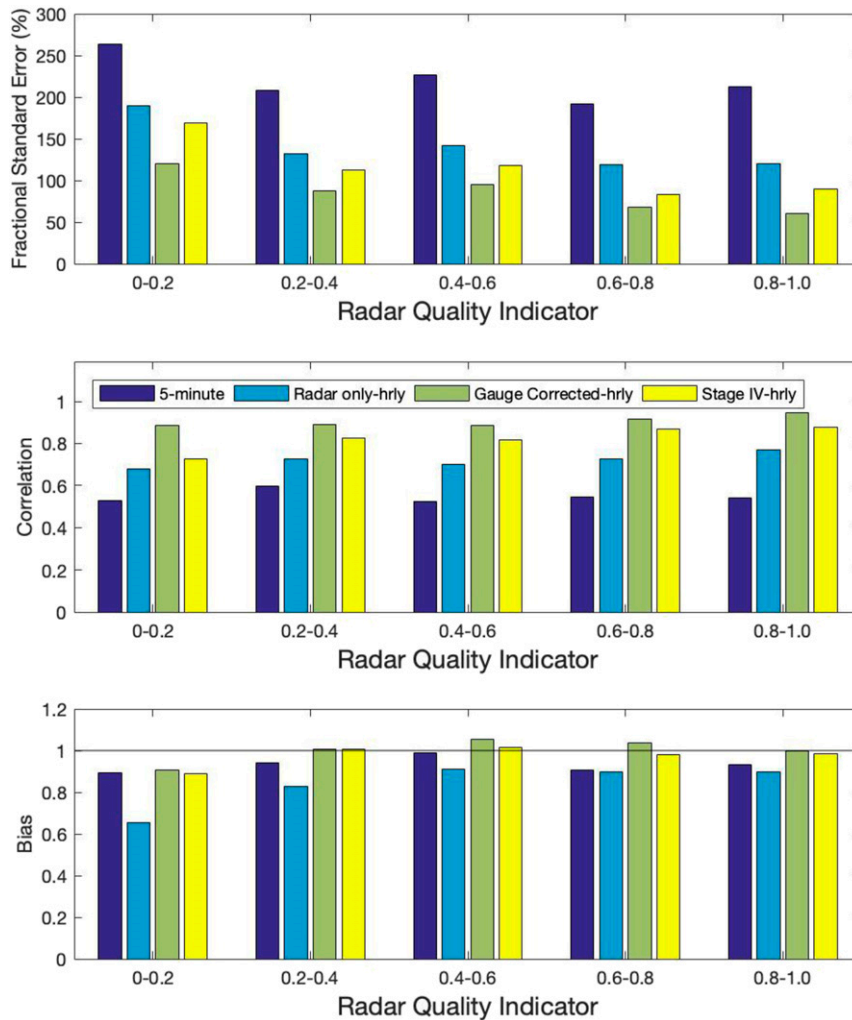 Fractional Standard Error (%)
300
250
200
150
100
50
0
0-0.2 0.2-0.4 0.4-0.6 0.6-0.8 0.8-1.0
Radar Quality Indicator
Correlation
5-minute Radar only-hrly Gauge Corrected-hrly Stage IV-hrly
1
0.8
0.6
0.4
0.2
0
0-0.2 0.2-0.4 0.4-0.6 0.6-0.8 0.8-1.0
Radar Quality Indicator
Bias
1.2
1
0.8
0.6
0.4
0.2
0
0-0.2 0.2-0.4 0.4-0.6 0.6-0.8 0.8-1.0
Radar Quality Indicator